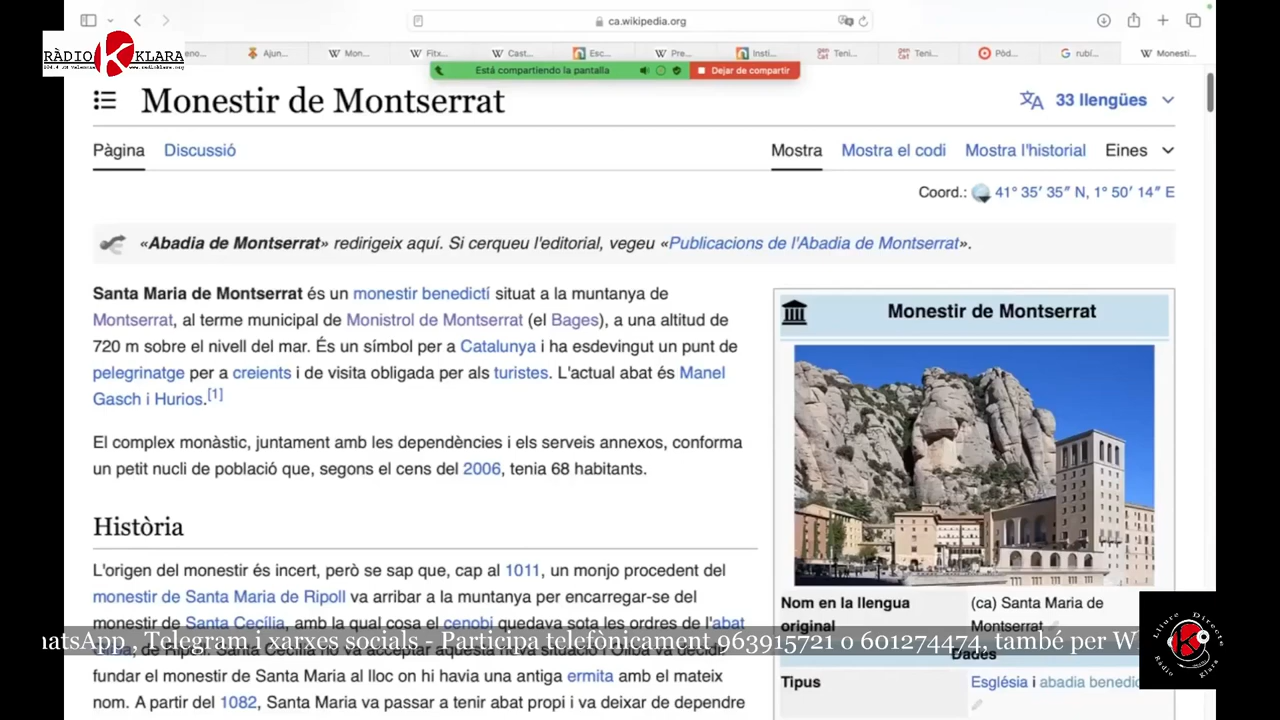 ca.wikipedia.org
RÀDIO KLARA
104.4 FM Valencia www.radioklara.org
eno...
Ajun...
Mon...
Fitx...
Cast...
Esc...
Pre...
Insti...
gen cat Teni...
gen cat Teni...
Pòd...
rubí...
Monesti...
Está compartiendo la pantalla
Dejar de compartir
Monestir de Montserrat
33 llengües
Pàgina Discussió
Mostra Mostra el codi Mostra l'historial Eines
Coord.: 41° 35′ 35″ N, 1° 50′ 14″ E
«Abadia de Montserrat» redirigeix aquí. Si cerqueu l'editorial, vegeu «Publicacions de l'Abadia de Montserrat».
Santa Maria de Montserrat és un monestir benedictí situat a la muntanya de
Montserrat, al terme municipal de Monistrol de Montserrat (el Bages), a una altitud de
720 m sobre el nivell del mar. És un símbol per a Catalunya i ha esdevingut un punt de
pelegrinatge per a creients i de visita obligada per als turistes. L'actual abat és Manel
Gasch i Hurios.[1]
El complex monàstic, juntament amb les dependències i els serveis annexos, conforma
un petit nucli de població que, segons el cens del 2006, tenia 68 habitants.
Història
L'origen del monestir és incert, però se sap que, cap al 1011, un monjo procedent del
monestir de Santa Maria de Ripoll va arribar a la muntanya per encarregar-se del
monestir de Santa Cecília, amb la qual cosa el cenobi quedava sota les ordres de l'abat
de Ripoll. Santa Cecília no va acceptar aquesta nova situació i Oliba va decidir
fundar el monestir de Santa Maria al lloc on hi havia una antiga ermita amb el mateix
nom. A partir del 1082, Santa Maria va passar a tenir abat propi i va deixar de dependre
Monestir de Montserrat
Nom en la llengua original
(ca) Santa Maria de Montserrat
Dades
Tipus
Església i abadia benedic
hatsApp , Telegram i xarxes socials - Participa telefònicament 963915721 o 601274474, també per W
Lliure Directe
Ràdio Klara